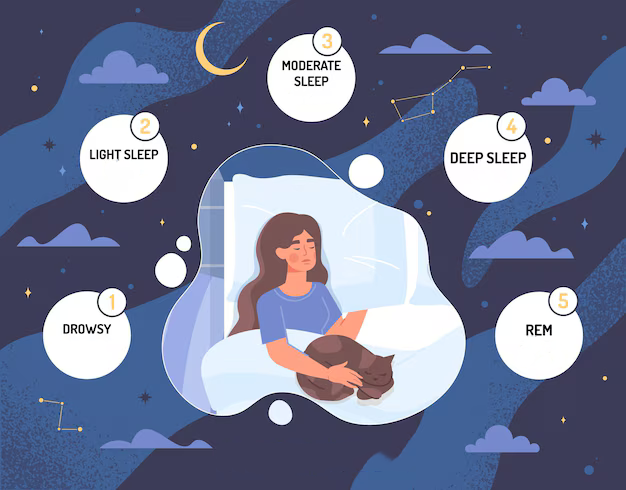 1
DROWSY
2
LIGHT SLEEP
3
MODERATE
SLEEP
4
DEEP SLEEP
5
REM